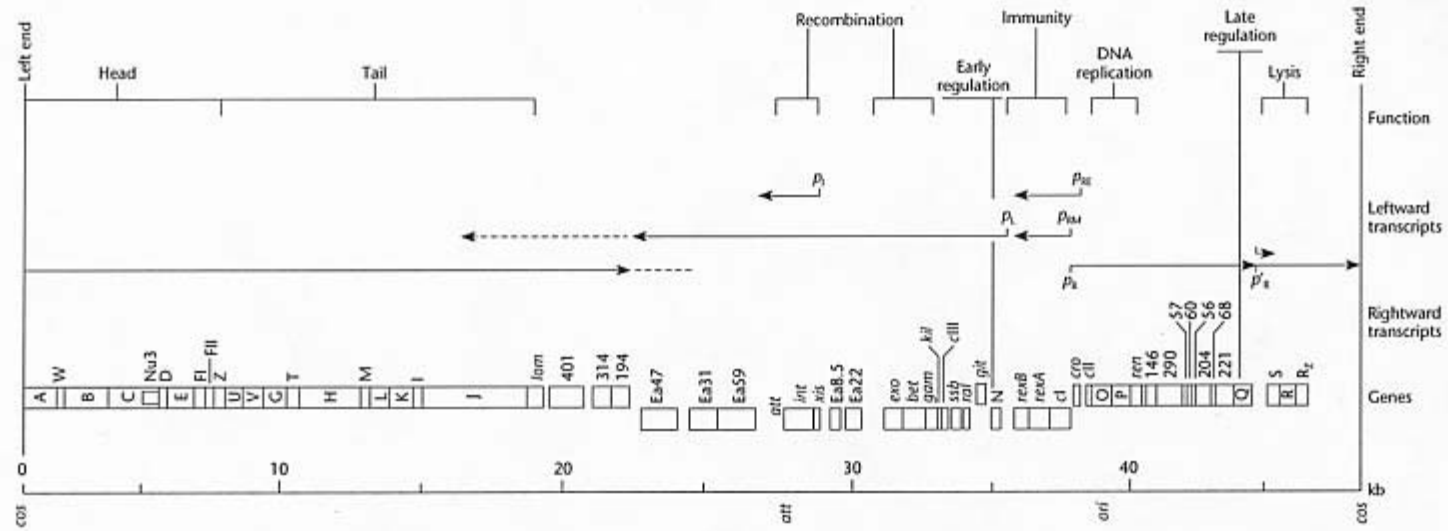 Left end
Head
Tail
Recombination
Early
regulation
Immunity
DNA
replication
Late
regulation
Lysis
Right end
Function
pI
pRE
pL
pRM
Leftward
transcripts
pR
p'R
Rightward
transcripts
A W B C Nu3 D E FI FII Z U V G T H M L K I J lom 401 314 194
Ea47 Ea31 Ea59 att int xis Ea8.5 Ea22 exo bet gam kil cIII ssb ral git N rexB rexA cI
cro cII O P ren 146 290 57 60 56 204 68 221 Q S R Rz
Genes
0 10 20 30 40
kb
cos att ori cos